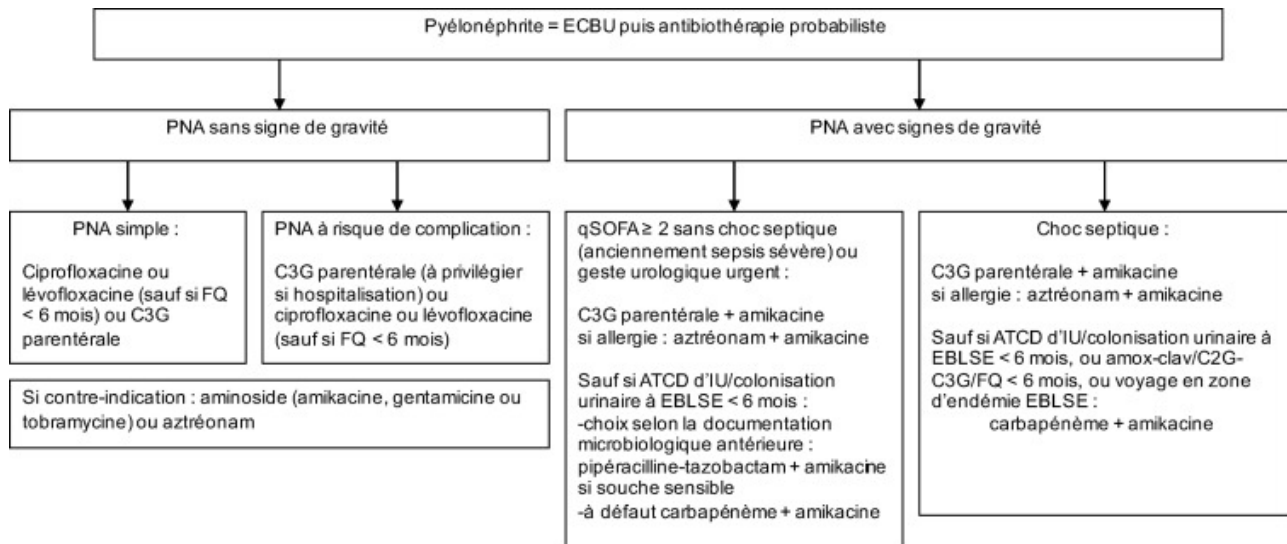 Pyélonéphrite = ECBU puis antibiothérapie probabiliste
PNA sans signe de gravité
PNA avec signes de gravité
PNA simple :
Ciprofloxacine ou
lévofloxacine (sauf si FQ
< 6 mois) ou C3G
parentérale
PNA à risque de complication :
C3G parentérale (à privilégier
si hospitalisation) ou
ciprofloxacine ou lévofloxacine
(sauf si FQ < 6 mois)
Si contre-indication : aminoside (amikacine, gentamicine ou
tobramycine) ou aztréonam
qSOFA ≥ 2 sans choc septique
(anciennement sepsis sévère) ou
geste urologique urgent :
C3G parentérale + amikacine
si allergie : aztréonam + amikacine
Sauf si ATCD d'IU/colonisation
urinaire à EBLSE < 6 mois :
-choix selon la documentation
microbiologique antérieure :
pipéracilline-tazobactam + amikacine
si souche sensible
-à défaut carbapénème + amikacine
Choc septique :
C3G parentérale + amikacine
si allergie : aztréonam + amikacine
Sauf si ATCD d'IU/colonisation urinaire à
EBLSE < 6 mois, ou amox-clav/C2G-
C3G/FQ < 6 mois, ou voyage en zone
d'endémie EBLSE :
carbapénème + amikacine